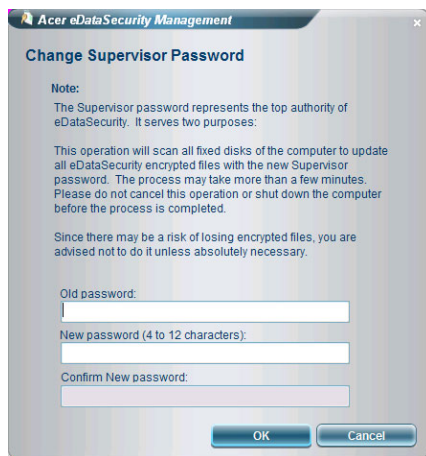 Acer eDataSecurity Management
Change Supervisor Password
Note:
The Supervisor password represents the top authority of
eDataSecurity. It serves two purposes:
This operation will scan all fixed disks of the computer to update
all eDataSecurity encrypted files with the new Supervisor
password. The process may take more than a few minutes.
Please do not cancel this operation or shut down the computer
before the process is completed.
Since there may be a risk of losing encrypted files, you are
advised not to do it unless absolutely necessary.
Old password:
New password (4 to 12 characters):
Confirm New password:
OK Cancel